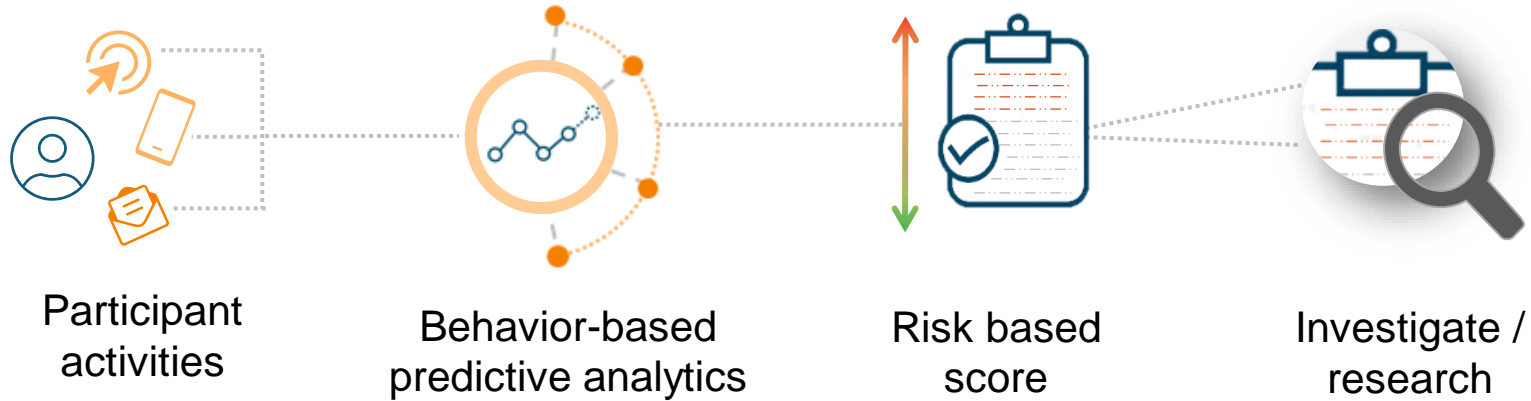 Participant
activities
Behavior-based
predictive analytics
Risk based
score
Investigate /
research